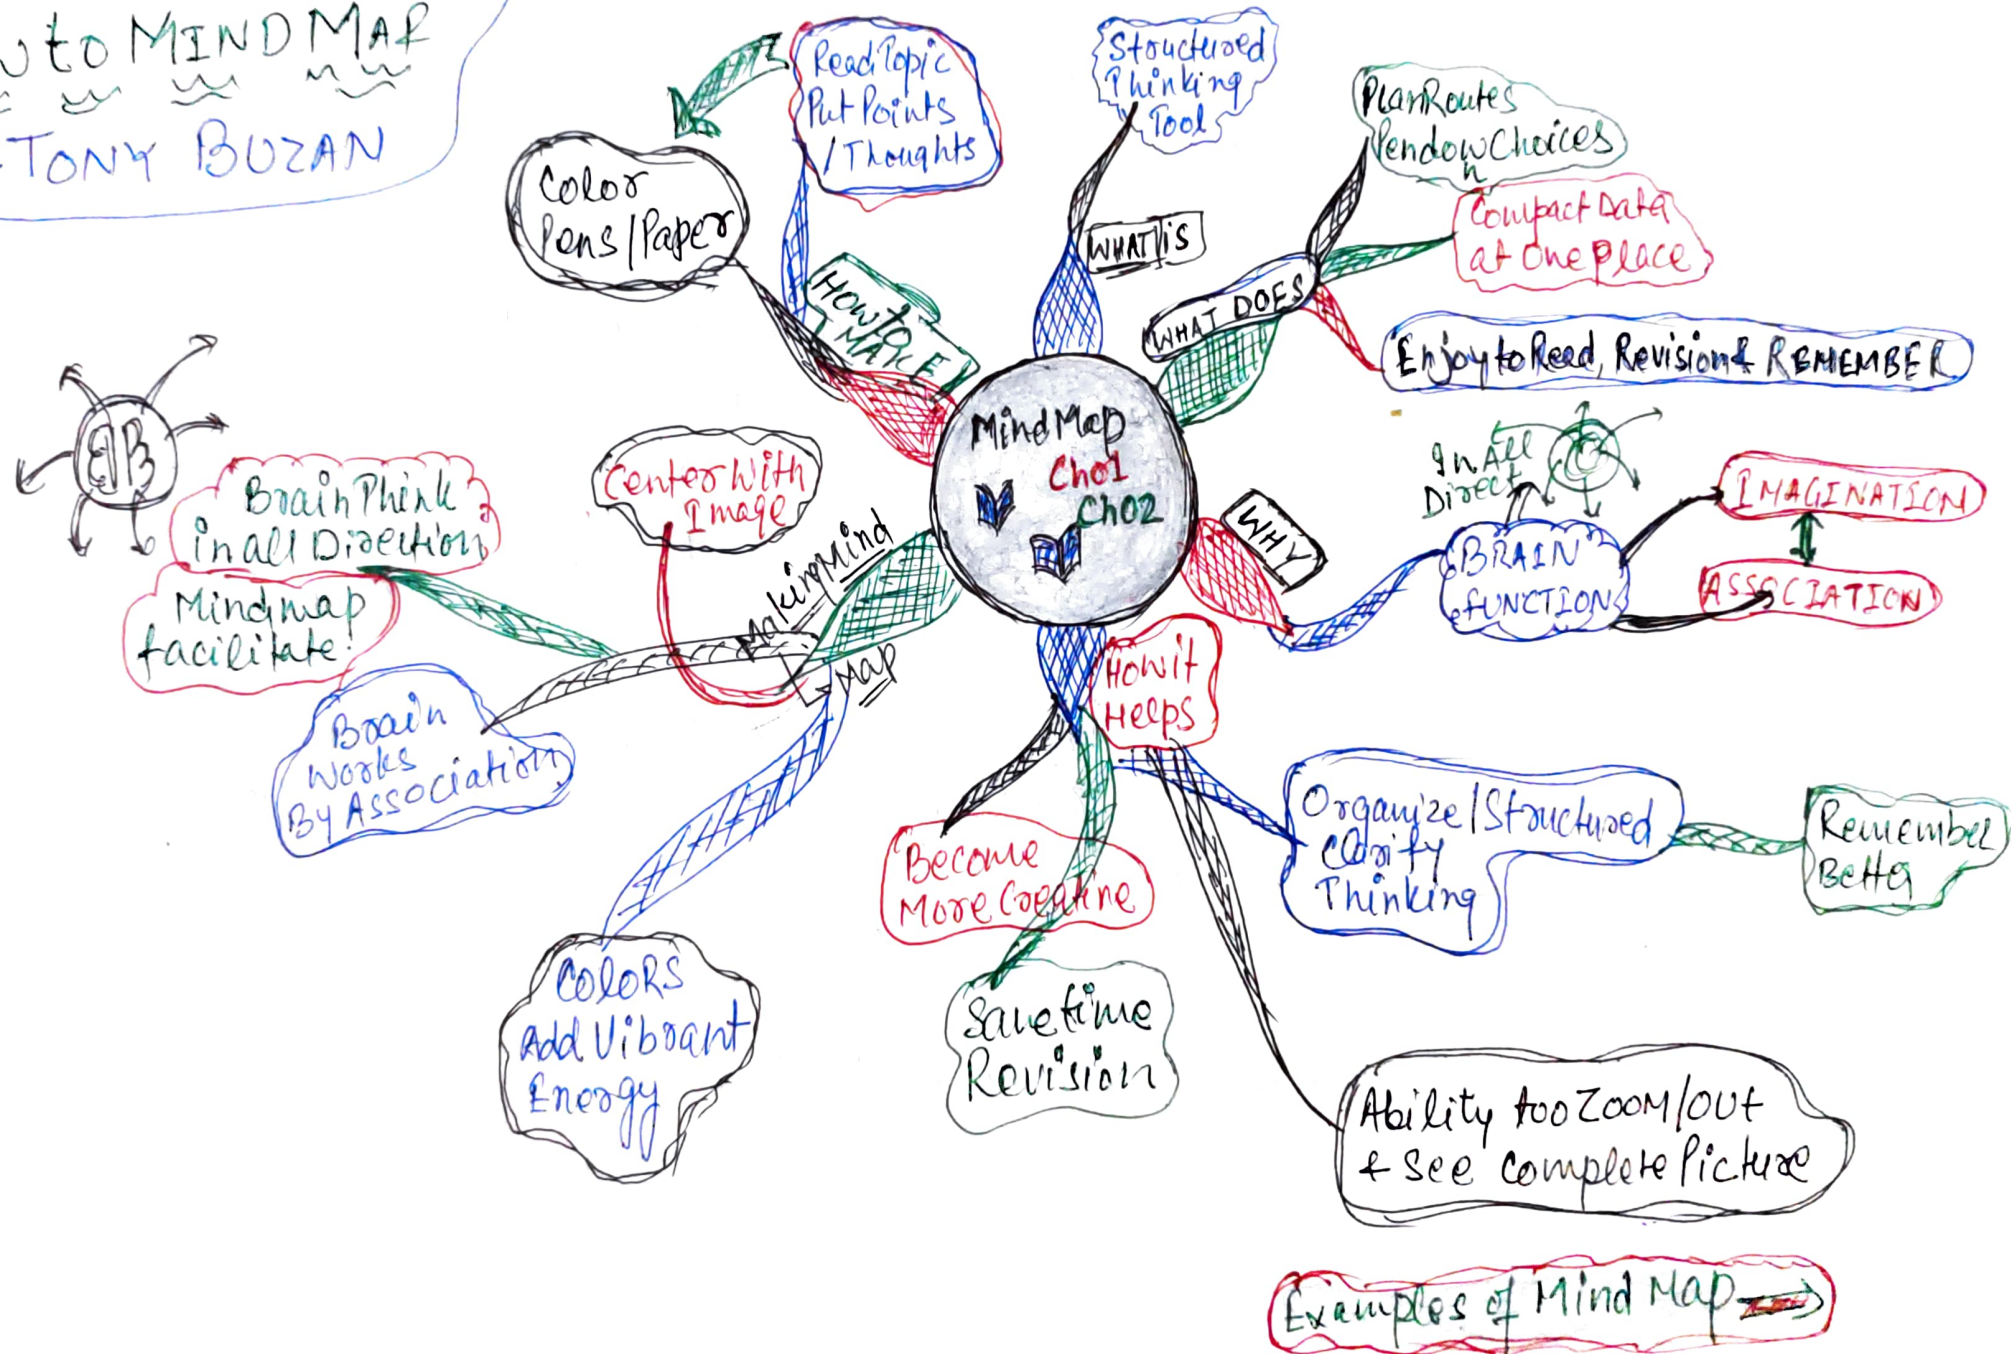 to MIND MAP
- TONY BUZAN
Read Topic
Put Points
/Thoughts
Color
Pens/Paper
HOW TO
MAKE
Structured
Thinking
Tool
WHAT IS
Plan Routes
Choices
WHAT DOES
Compact Data
at one place
Enjoy to Read, Revision & REMEMBER
Mind Map
Ch01
Ch02
WHY
In All
Direct
BRAIN
FUNCTION
IMAGINATION
ASSOCIATION
Center With
Image
Making Mind
Map
Brain Think
in all Direction
Mindmap
facilitate!
Brain
Works
By Association
Colors
Add Vibrant
Energy
How it
Helps
Become
More Creative
Save time
Revision
Organize/Structured
Clarify
Thinking
Remember
Better
Ability too Zoom/out
& See complete Picture
Examples of Mind Map